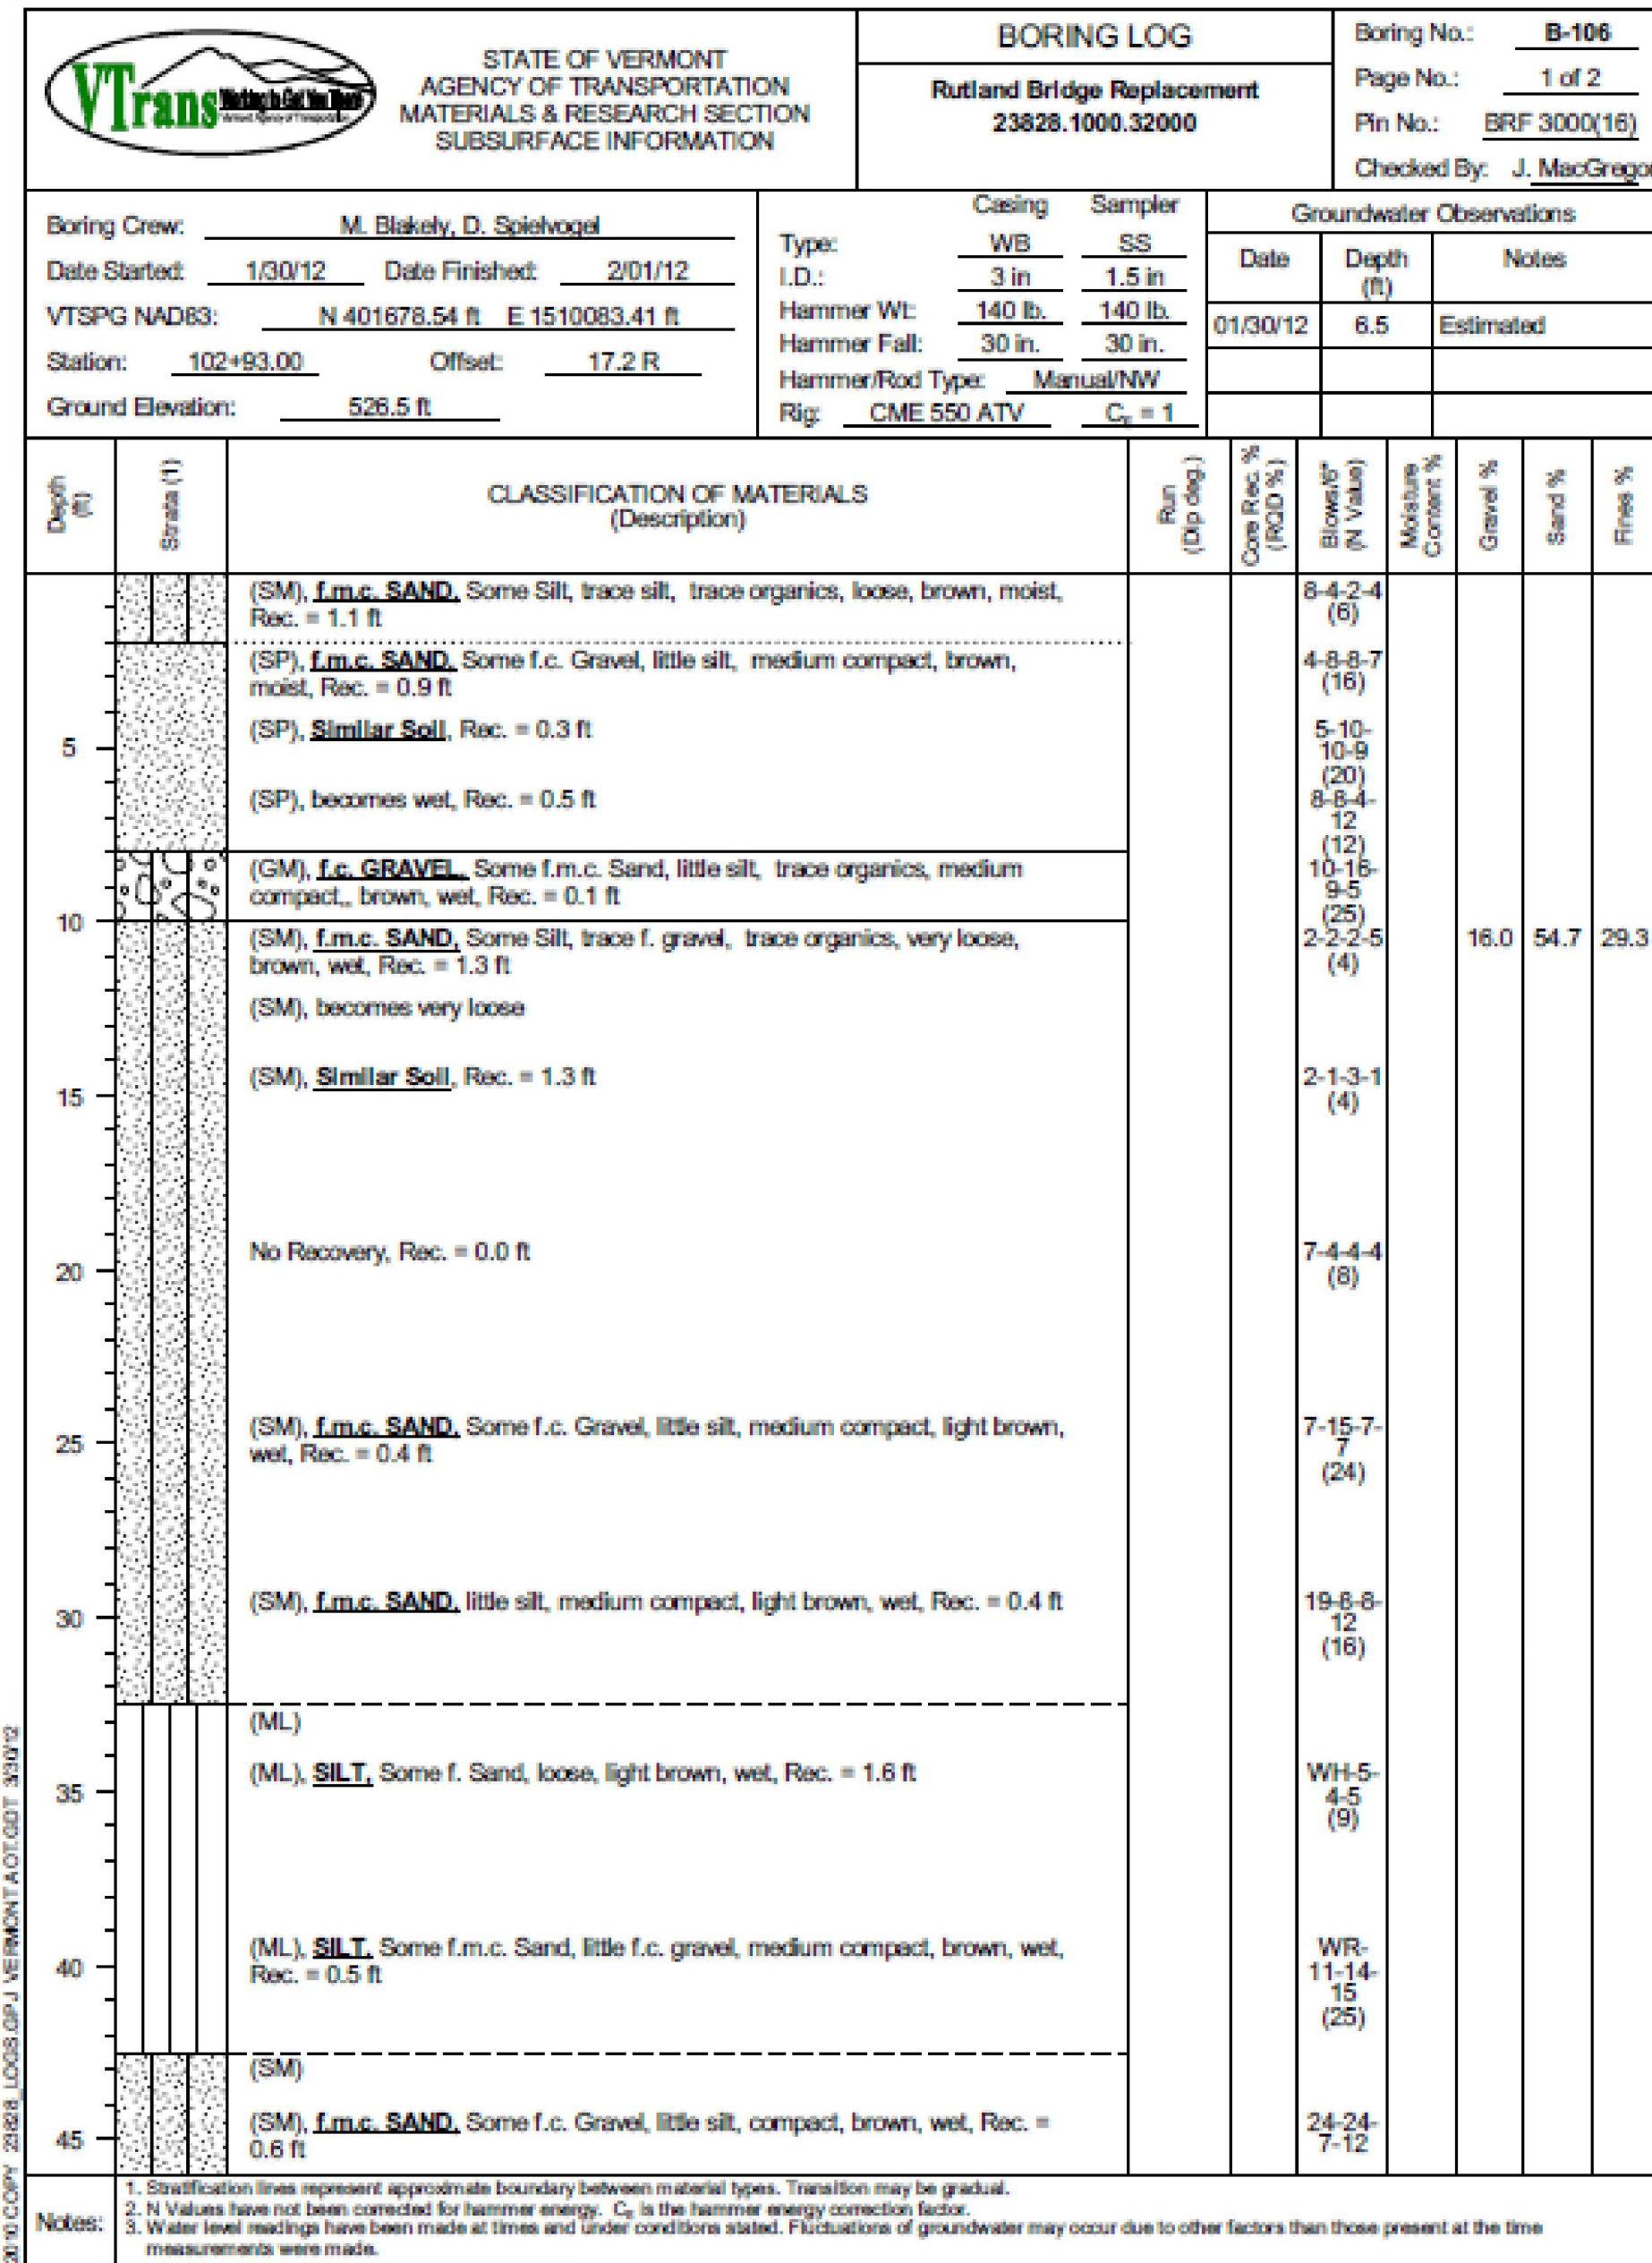 VTrans Working to Get You There
Vermont Agency of Transportation
STATE OF VERMONT
AGENCY OF TRANSPORTATION
MATERIALS & RESEARCH SECTION
SUBSURFACE INFORMATION
BORING LOG
Rutland Bridge Replacement
23828.1000.32000
Boring No.: B-106
Page No.: 1 of 2
Pin No.: BRF 3000(16)
Checked By: J. MacGregor
Boring Crew: M. Blakely, D. Spielvogel
Date Started: 1/30/12 Date Finished: 2/01/12
VTSPG NAD83: N 401678.54 ft E 1510083.41 ft
Station: 102+93.00 Offset: 17.2 R
Ground Elevation: 526.5 ft
Casing Sampler
Type: WB SS
I.D.: 3 in 1.5 in
Hammer Wt: 140 lb. 140 lb.
Hammer Fall: 30 in. 30 in.
Hammer/Rod Type: Manual/NW
Rig: CME 550 ATV CE = 1
Groundwater Observations
Date Depth (ft) Notes
01/30/12 6.5 Estimated
Depth (ft)
Strata (1)
CLASSIFICATION OF MATERIALS
(Description)
Run (Dip deg.)
Core Rec. % (RQD %)
Blows/6" (N Value)
Moisture Content %
Gravel %
Sand %
Fines %
(SM), f.m.c. SAND, Some Silt, trace silt, trace organics, loose, brown, moist, 8-4-2-4
Rec. = 1.1 ft (6)
(SP), f.m.c. SAND, Some f.c. Gravel, little silt, medium compact, brown, 4-8-8-7
moist, Rec. = 0.9 ft (16)
(SP), Similar Soil, Rec. = 0.3 ft 5-10-
5 10-9
(20)
(SP), becomes wet, Rec. = 0.5 ft 8-8-4-
12
(12)
(GM), f.c. GRAVEL, Some f.m.c. Sand, little silt, trace organics, medium 10-16-
compact,, brown, wet, Rec. = 0.1 ft 9-5
10 (25)
(SM), f.m.c. SAND, Some Silt, trace f. gravel, trace organics, very loose, 2-2-2-5 16.0 54.7 29.3
brown, wet, Rec. = 1.3 ft (4)
(SM), becomes very loose
(SM), Similar Soil, Rec. = 1.3 ft 2-1-3-1
15 (4)
No Recovery, Rec. = 0.0 ft 7-4-4-4
20 (8)
(SM), f.m.c. SAND, Some f.c. Gravel, little silt, medium compact, light brown, 7-15-7-
25 wet, Rec. = 0.4 ft 7
(24)
(SM), f.m.c. SAND, little silt, medium compact, light brown, wet, Rec. = 0.4 ft 19-8-8-
30 12
(16)
(ML)
(ML), SILT, Some f. Sand, loose, light brown, wet, Rec. = 1.6 ft WH-5-
35 4-5
(9)
(ML), SILT, Some f.m.c. Sand, little f.c. gravel, medium compact, brown, wet, WR-
40 Rec. = 0.5 ft 11-14-
15
(25)
(SM)
(SM), f.m.c. SAND, Some f.c. Gravel, little silt, compact, brown, wet, Rec. = 24-24-
45 0.6 ft 7-12
Notes:
1. Stratification lines represent approximate boundary between material types. Transition may be gradual.
2. N Values have not been corrected for hammer energy. CE is the hammer energy correction factor.
3. Water level readings have been made at times and under conditions stated. Fluctuations of groundwater may occur due to other factors than those present at the time
measurements were made.
2010 COPY 23828_LOGS.GPJ VERMONT AOT.GDT 3/30/12